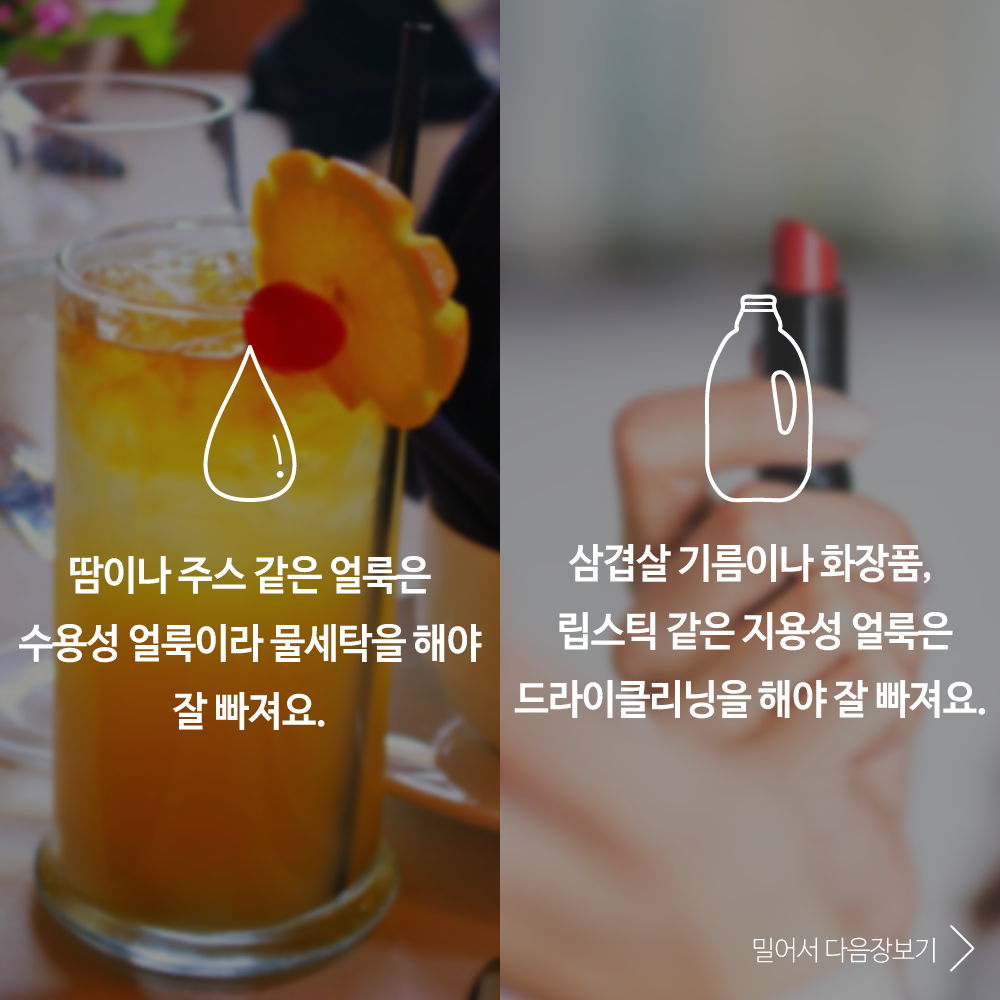 땀이나 주스 같은 얼룩은
수용성 얼룩이라 물세탁을 해야
잘 빠져요.
삼겹살 기름이나 화장품,
립스틱 같은 지용성 얼룩은
드라이클리닝을 해야 잘 빠져요.
밀어서 다음장보기